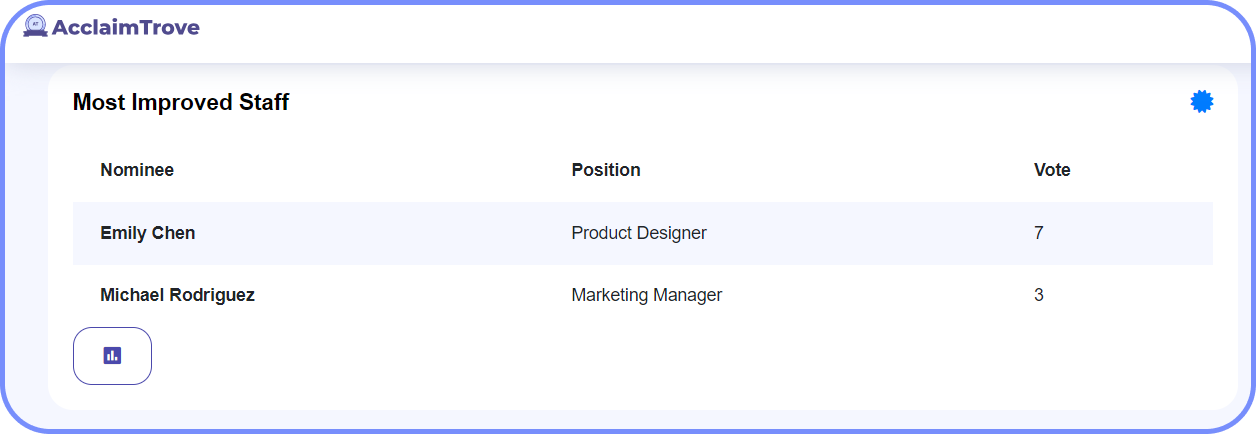 AcclaimTrove
Most Improved Staff
Nominee Position Vote
Emily Chen Product Designer 7
Michael Rodriguez Marketing Manager 3